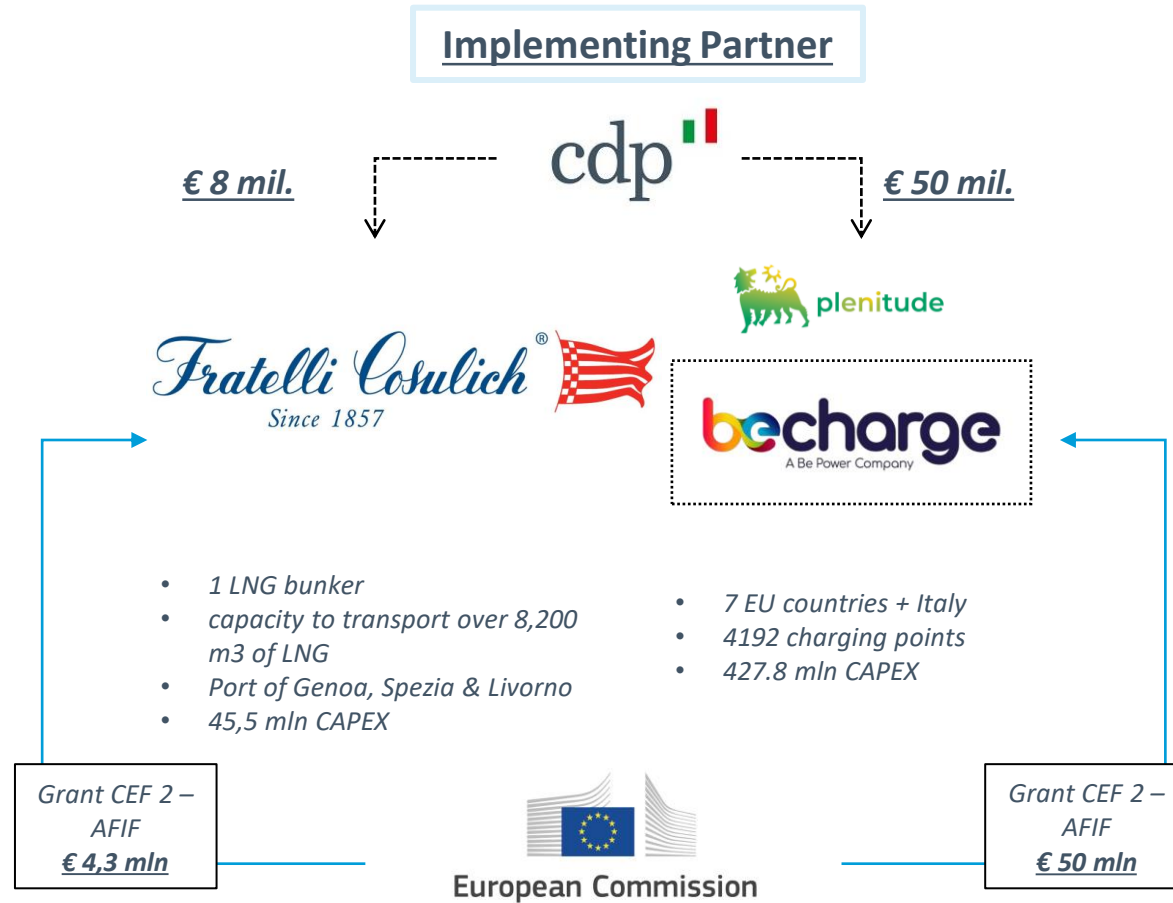 Implementing Partner
cdp
€ 8 mil.
€ 50 mil.
plenitude
Fratelli Cosulich ®
Since 1857
becharge
A Be Power Company
• 1 LNG bunker
• capacity to transport over 8,200
m3 of LNG
• Port of Genoa, Spezia & Livorno
• 45,5 mln CAPEX
• 7 EU countries + Italy
• 4192 charging points
• 427.8 mln CAPEX
Grant CEF 2 –
AFIF
€ 4,3 mln
European Commission
Grant CEF 2 –
AFIF
€ 50 mln